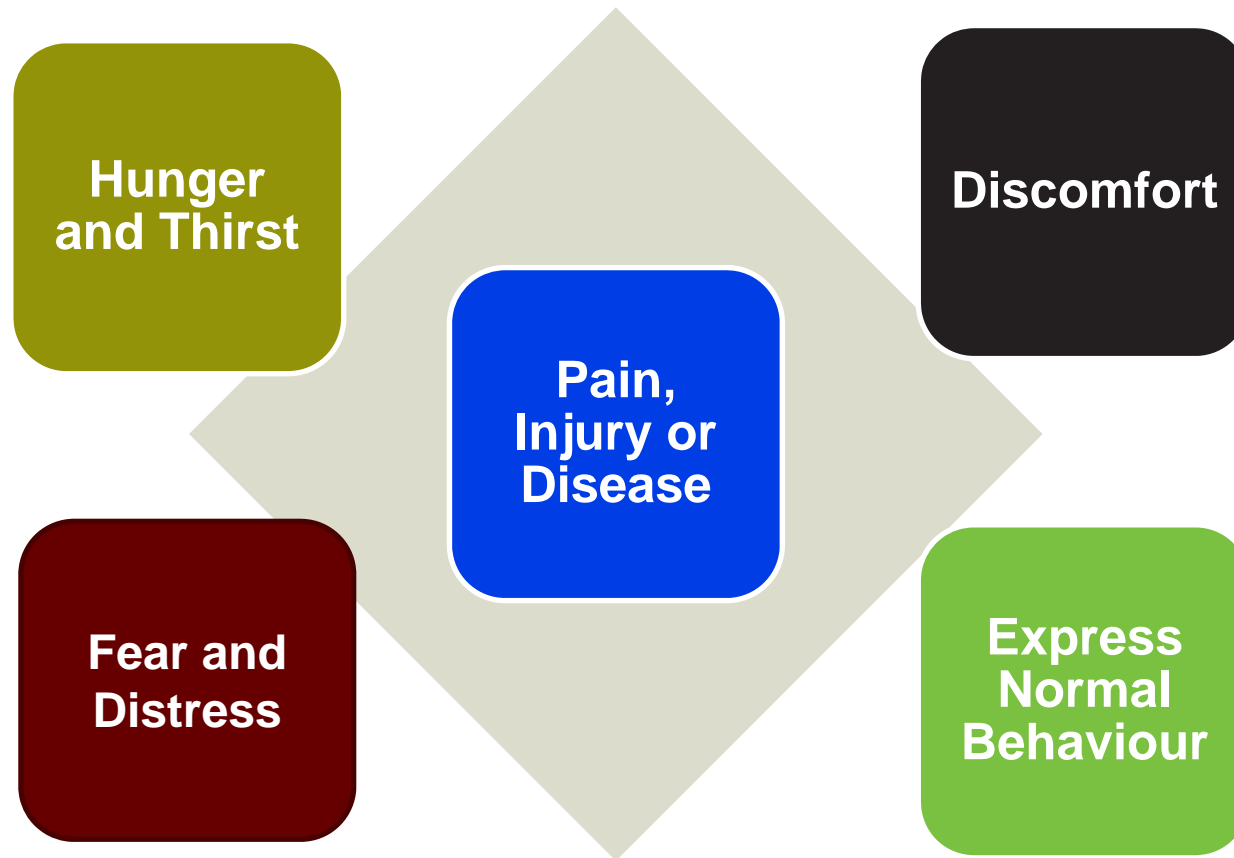 Hunger
and Thirst
Discomfort
Pain,
Injury or
Disease
Fear and
Distress
Express
Normal
Behaviour